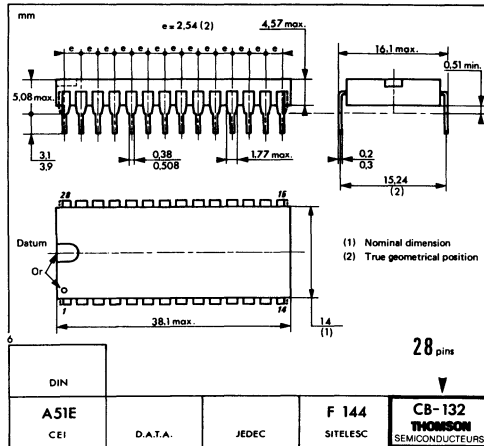 mm
e = 2,54 (2)
e e e e e e e e e e e e e
4,57 max.
16.1 max.
0,51 min.
5,08 max.
3,1
3,9
0,38
0,508
1,77 max.
0,2
0,3
15,24
(2)
28
16
Datum
Or
1
14
(1) Nominal dimension
(2) True geometrical position
38.1 max.
14
(1)
6
28 pins
DIN
A51E
CEI
D.A.T.A.
JEDEC
F 144
SITELESC
CB-132
THOMSON
SEMICONDUCTEURS